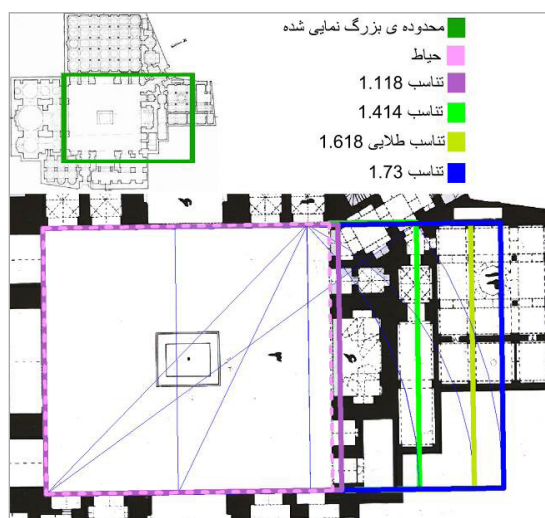 محدوده ی بزرگ نمایی شده
حیاط
تناسب 1.118
تناسب 1.414
تناسب طلایی 1.618
تناسب 1.73